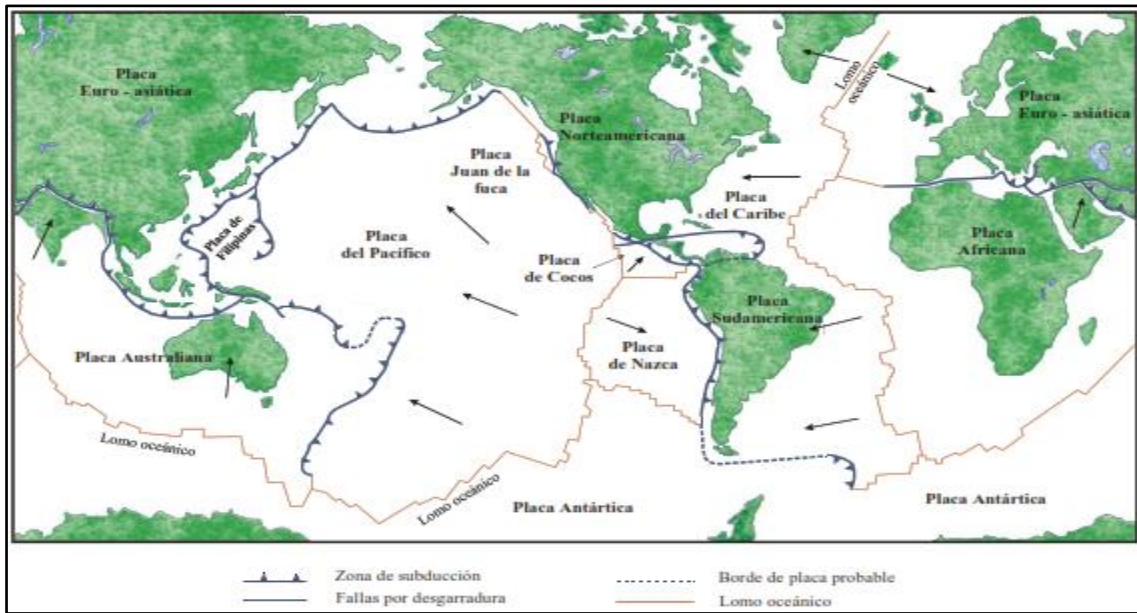 Placa
Euro - asiática
Placa de
Filipinas
Placa Australiana
Lomo oceánico
Placa
del Pacífico
Placa
Juan de la
fuca
Placa
Norteamericana
Placa
de Cocos
Placa
del Caribe
Placa
Sudamericana
Placa
de Nazca
Lomo oceánico
Placa Antártica
Lomo
oceánico
Placa
Euro - asiática
Placa
Africana
Placa Antártica
Zona de subducción
Fallas por desgarradura
Borde de placa probable
Lomo oceánico